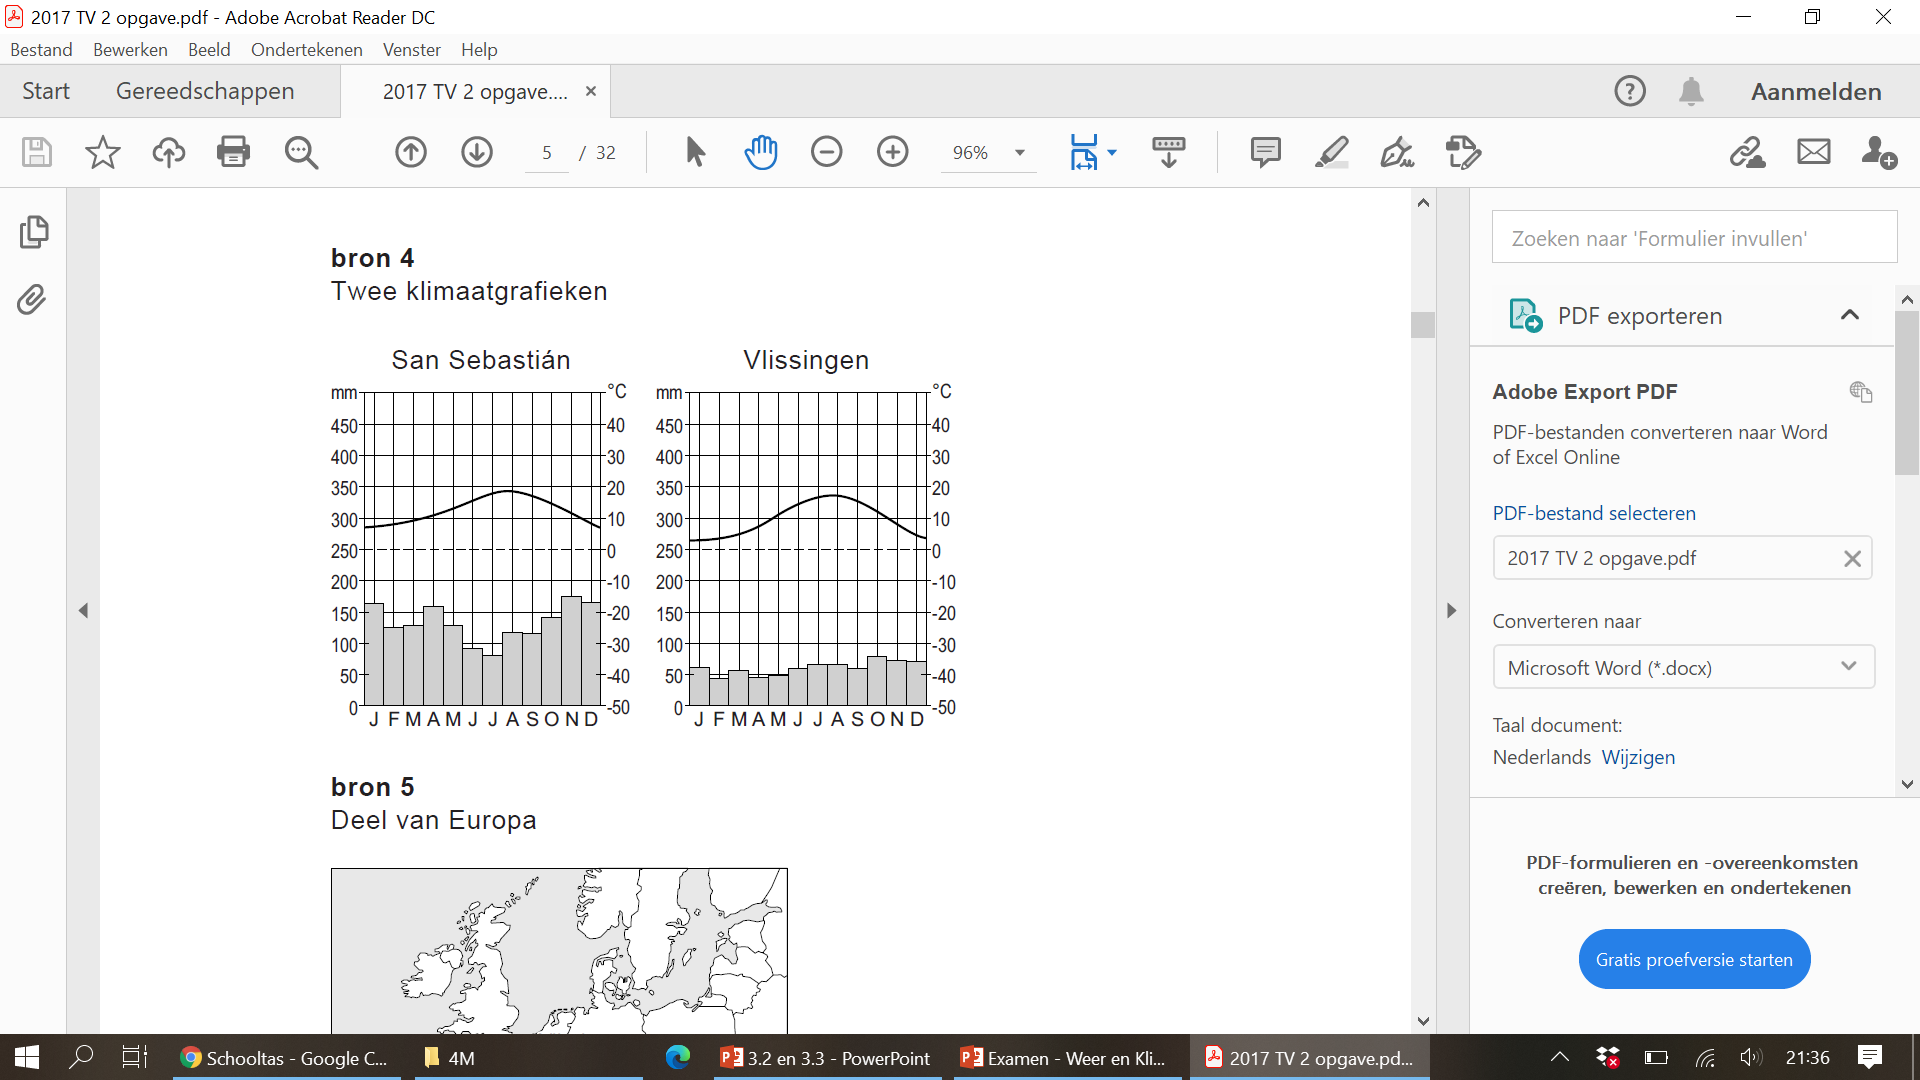 2017 TV 2 opgave.pdf - Adobe Acrobat Reader DC
Bestand Bewerken Beeld Ondertekenen Venster Help
Start Gereedschappen 2017 TV 2 opgave.... × Aanmelden
5 / 32 96%
bron 4
Twee klimaatgrafieken
San Sebastián
mm °C
450 40
400 30
350 20
300 10
250 0
200 -10
150 -20
100 -30
50 -40
0 -50
J F M A M J J A S O N D
Vlissingen
mm °C
450 40
400 30
350 20
300 10
250 0
200 -10
150 -20
100 -30
50 -40
0 -50
J F M A M J J A S O N D
bron 5
Deel van Europa
Zoeken naar 'Formulier invullen'
PDF exporteren
Adobe Export PDF
PDF-bestanden converteren naar Word
of Excel Online
PDF-bestand selecteren
2017 TV 2 opgave.pdf
Converteren naar
Microsoft Word (*.docx)
Taal document:
Nederlands Wijzigen
PDF-formulieren en -overeenkomsten
creëren, bewerken en ondertekenen
Gratis proefversie starten
Schooltas - Google C... 4M 3.2 en 3.3 - PowerPoint Examen - Weer en Kli... 2017 TV 2 opgave.pd... 21:36